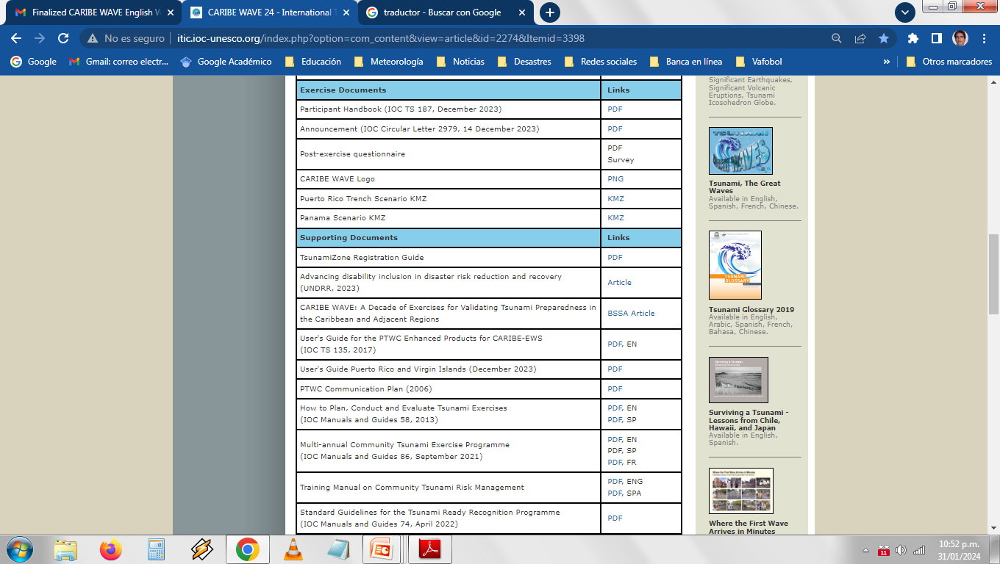 Finalized CARIBE WAVE English W
CARIBE WAVE 24 - International T
traductor - Buscar con Google
No es seguro
itic.ioc-unesco.org/index.php?option=com_content&view=article&id=2274&Itemid=3398
Google
Gmail: correo electr...
Google Académico
Educación
Meteorología
Noticias
Desastres
Redes sociales
Banca en línea
Vafobol
»
Otros marcadores
Exercise Documents
Links
Participant Handbook (IOC TS 187, December 2023)
PDF
Announcement (IOC Circular Letter 2979, 14 December 2023)
PDF
Post-exercise questionnaire
PDF
Survey
CARIBE WAVE Logo
PNG
Puerto Rico Trench Scenario KMZ
KMZ
Panama Scenario KMZ
KMZ
Supporting Documents
Links
TsunamiZone Registration Guide
PDF
Advancing disability inclusion in disaster risk reduction and recovery
(UNDRR, 2023)
Article
CARIBE WAVE: A Decade of Exercises for Validating Tsunami Preparedness in
the Caribbean and Adjacent Regions
BSSA Article
User's Guide for the PTWC Enhanced Products for CARIBE-EWS
(IOC TS 135, 2017)
PDF, EN
User's Guide Puerto Rico and Virgin Islands (December 2023)
PDF
PTWC Communication Plan (2006)
PDF
How to Plan, Conduct and Evaluate Tsunami Exercises
(IOC Manuals and Guides 58, 2013)
PDF, EN
PDF, SP
Multi-annual Community Tsunami Exercise Programme
(IOC Manuals and Guides 86, September 2021)
PDF, EN
PDF, SP
PDF, FR
Training Manual on Community Tsunami Risk Management
PDF, ENG
PDF, SPA
Standard Guidelines for the Tsunami Ready Recognition Programme
(IOC Manuals and Guides 74, April 2022)
PDF
Significant Earthquakes,
Significant Volcanic
Eruptions, Tsunami
Icosohedron Globe.
TSUNAMI
Tsunami, The Great
Waves
Available in English,
Spanish, French, Chinese.
TSUNAMI
GLOSSARY
Tsunami Glossary 2019
Available in English,
Arabic, Spanish, French,
Bahasa, Chinese.
Surviving a Tsunami
Surviving a Tsunami -
Lessons from Chile,
Hawaii, and Japan
Available in English,
Spanish.
Where the First Wave Arrives in Minutes
Where the First Wave
Arrives in Minutes
11
10:52 p.m.
31/01/2024